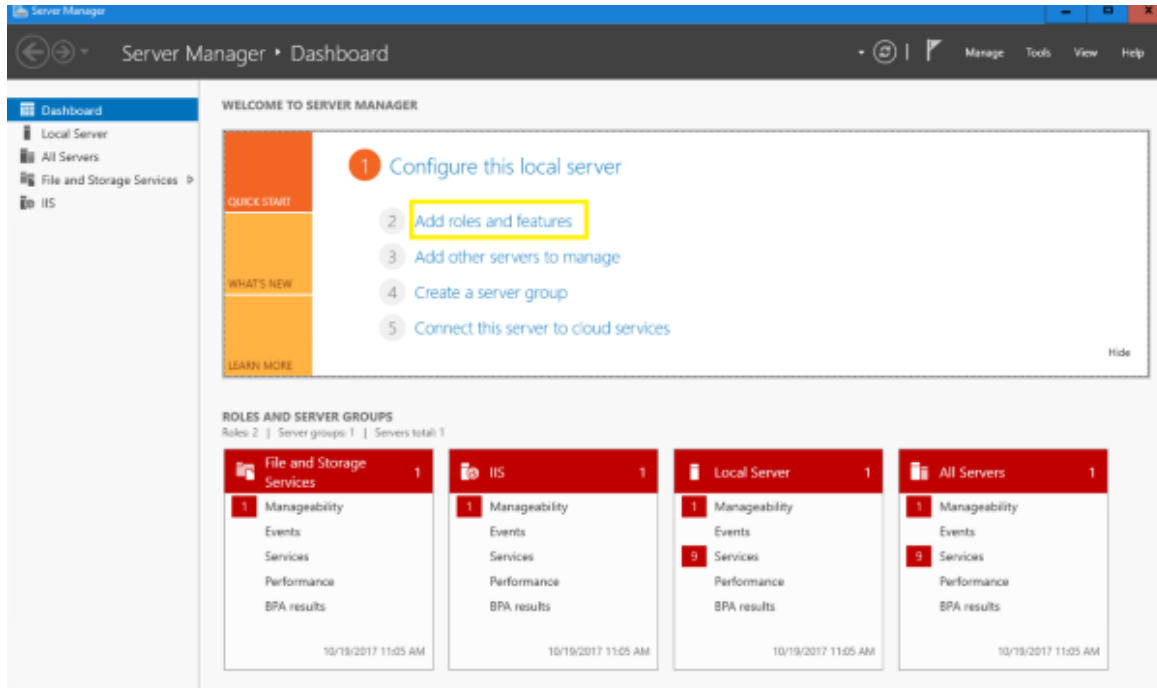 Server Manager
Server Manager ‣ Dashboard
Manage Tools View Help
Dashboard
Local Server
All Servers
File and Storage Services
IIS
WELCOME TO SERVER MANAGER
QUICK START
WHAT'S NEW
LEARN MORE
1 Configure this local server
2 Add roles and features
3 Add other servers to manage
4 Create a server group
5 Connect this server to cloud services
Hide
ROLES AND SERVER GROUPS
Roles: 2 | Server groups: 1 | Servers total: 1
File and Storage
Services 1
1 Manageability
Events
Services
Performance
BPA results
10/19/2017 11:05 AM
IIS 1
1 Manageability
Events
Services
Performance
BPA results
10/19/2017 11:05 AM
Local Server 1
1 Manageability
Events
9 Services
Performance
BPA results
10/19/2017 11:05 AM
All Servers 1
1 Manageability
Events
9 Services
Performance
BPA results
10/19/2017 11:05 AM